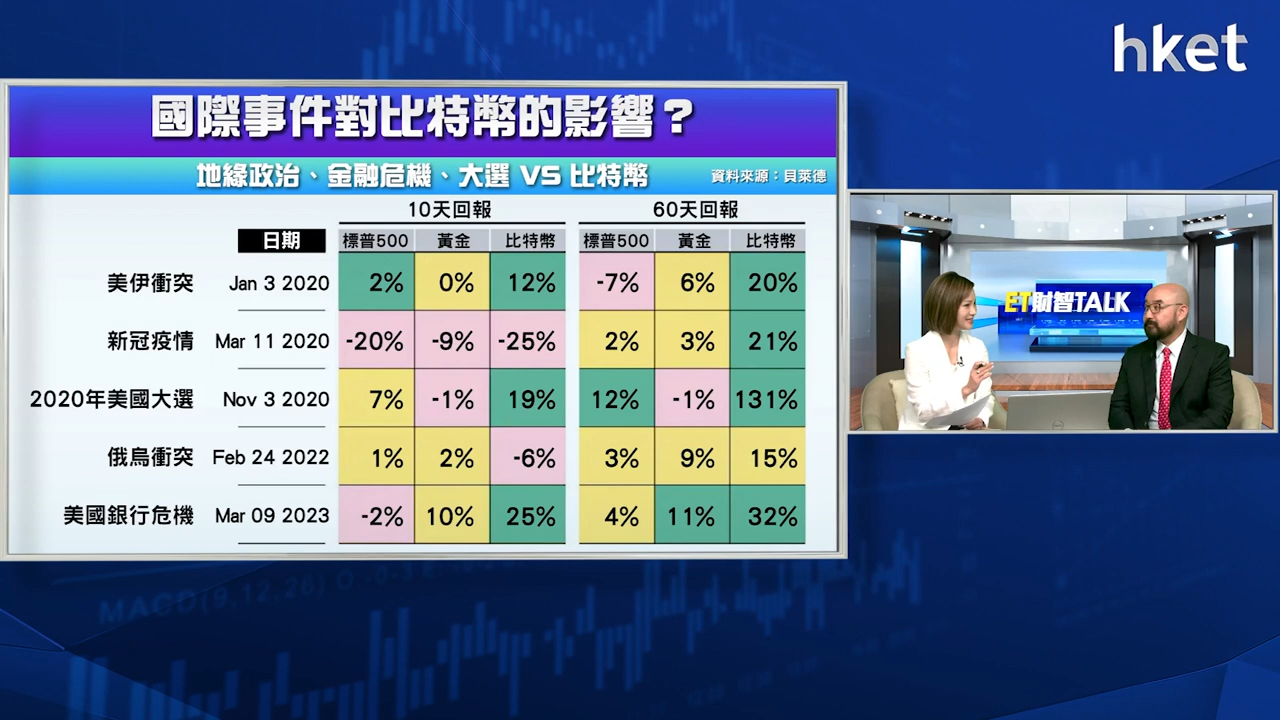 hket
國際事件對比特幣的影響？
地緣政治、金融危機、大選 VS 比特幣
資料來源：貝萊德
10天回報 60天回報
日期 標普500 黃金 比特幣 標普500 黃金 比特幣
美伊衝突 Jan 3 2020 2% 0% 12% -7% 6% 20%
新冠疫情 Mar 11 2020 -20% -9% -25% 2% 3% 21%
2020年美國大選 Nov 3 2020 7% -1% 19% 12% -1% 131%
俄烏衝突 Feb 24 2022 1% 2% -6% 3% 9% 15%
美國銀行危機 Mar 09 2023 -2% 10% 25% 4% 11% 32%
ET財智TALK
MACD(9,12,26)